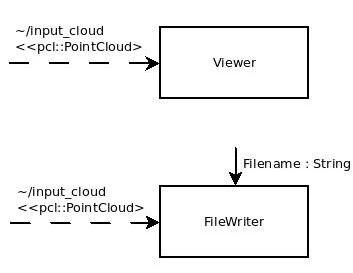 ~/input_cloud
<<pcl::PointCloud>
Viewer
Filename : String
~/input_cloud
<<pcl::PointCloud>
FileWriter